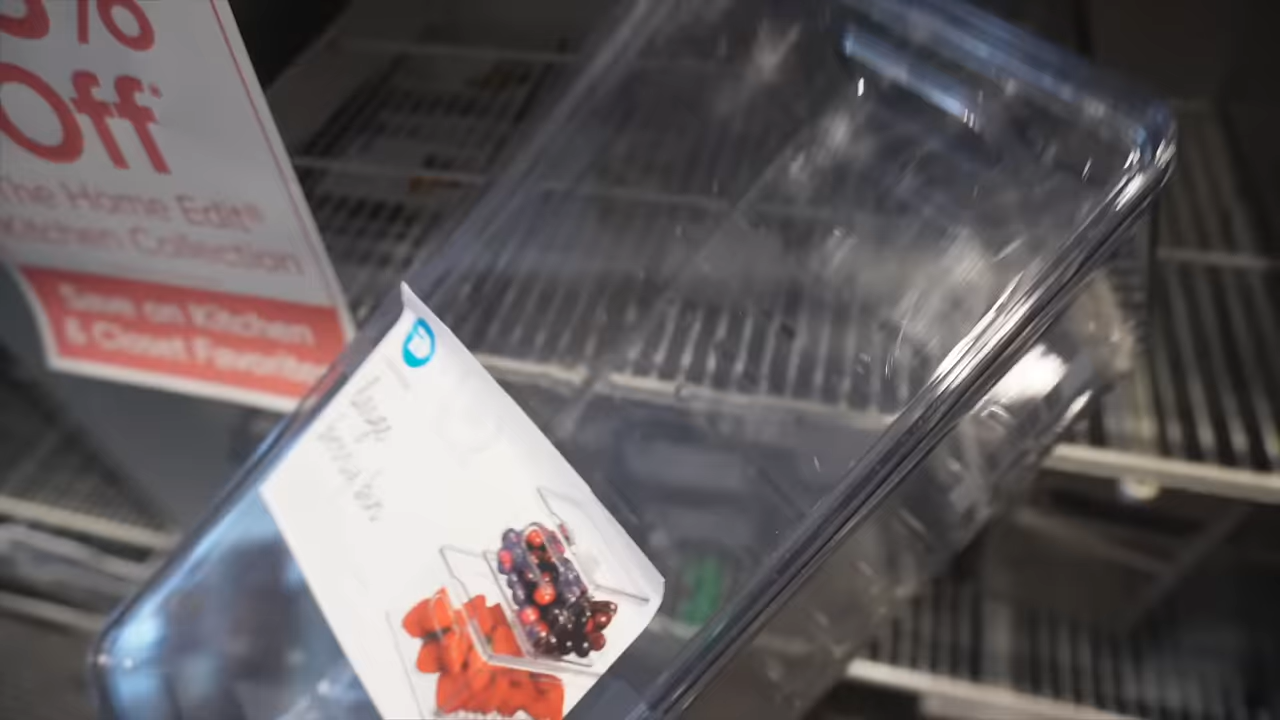 % Off*
The Home Edit®
Kitchen Collection
Save on Kitchen
& Closet Favorites
large